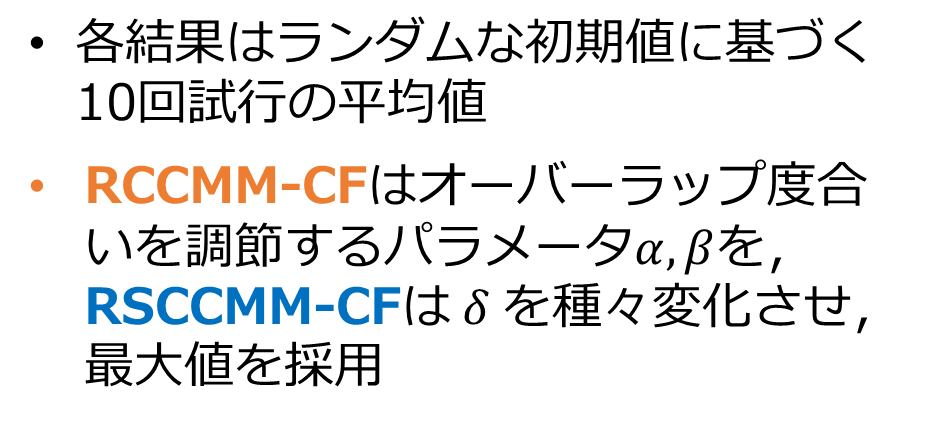 • 各結果はランダムな初期値に基づく
10回試行の平均値
• RCCMM-CFはオーバーラップ度合
いを調節するパラメータ𝛼, 𝛽を,
RSCCMM-CFは 𝛿 を種々変化させ,
最大値を採用